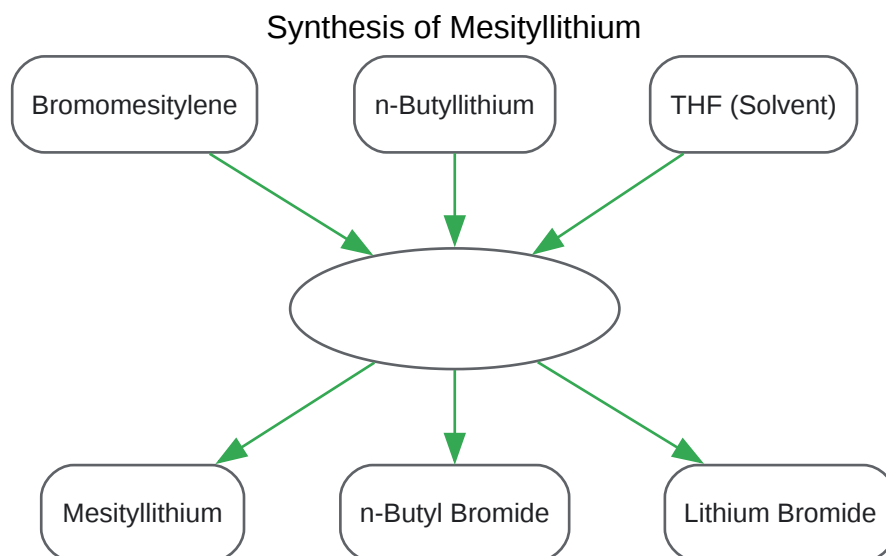 Synthesis of Mesityllithium
Bromomesitylene
n-Butyllithium
THF (Solvent)
Mesityllithium
n-Butyl Bromide
Lithium Bromide